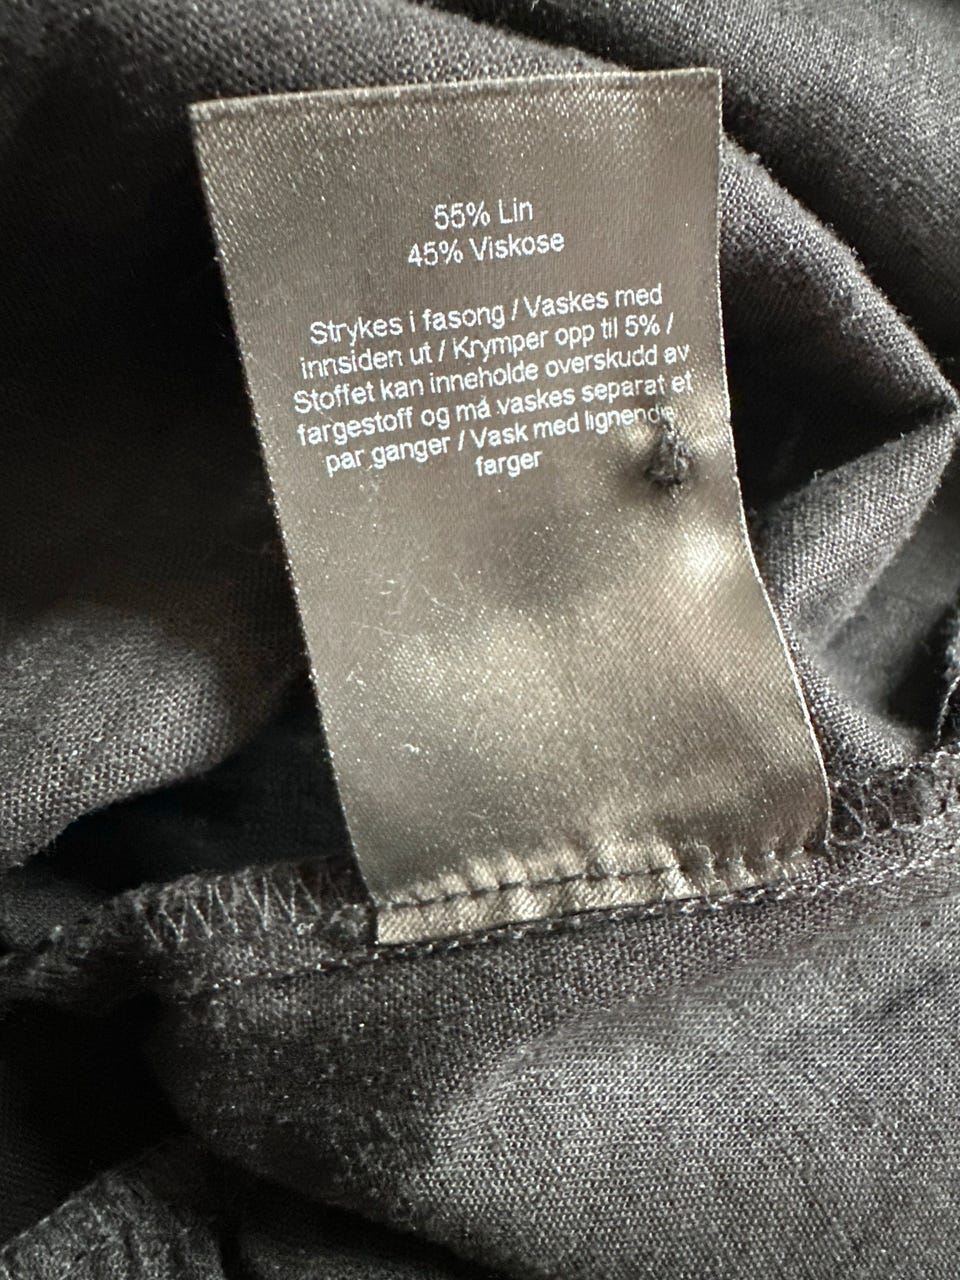 55% Lin
45% Viskose
Strykes i fasong / Vaskes med
innsiden ut / Krymper opp til 5% /
Stoffet kan inneholde overskudd av
fargestoff og må vaskes separat et
par ganger / Vask med lignende
farger